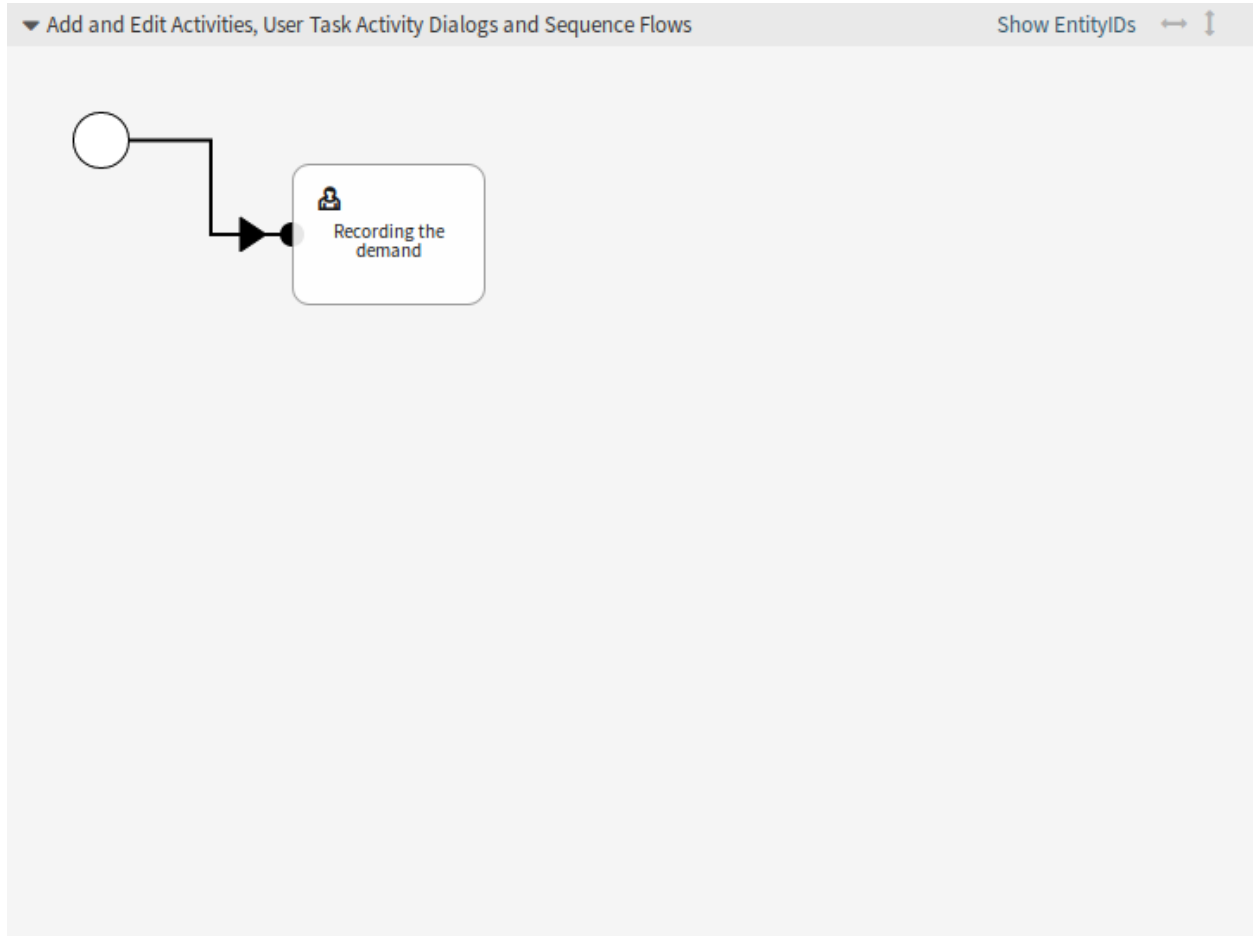 Add and Edit Activities, User Task Activity Dialogs and Sequence Flows
Show EntityIDs
Recording the
demand